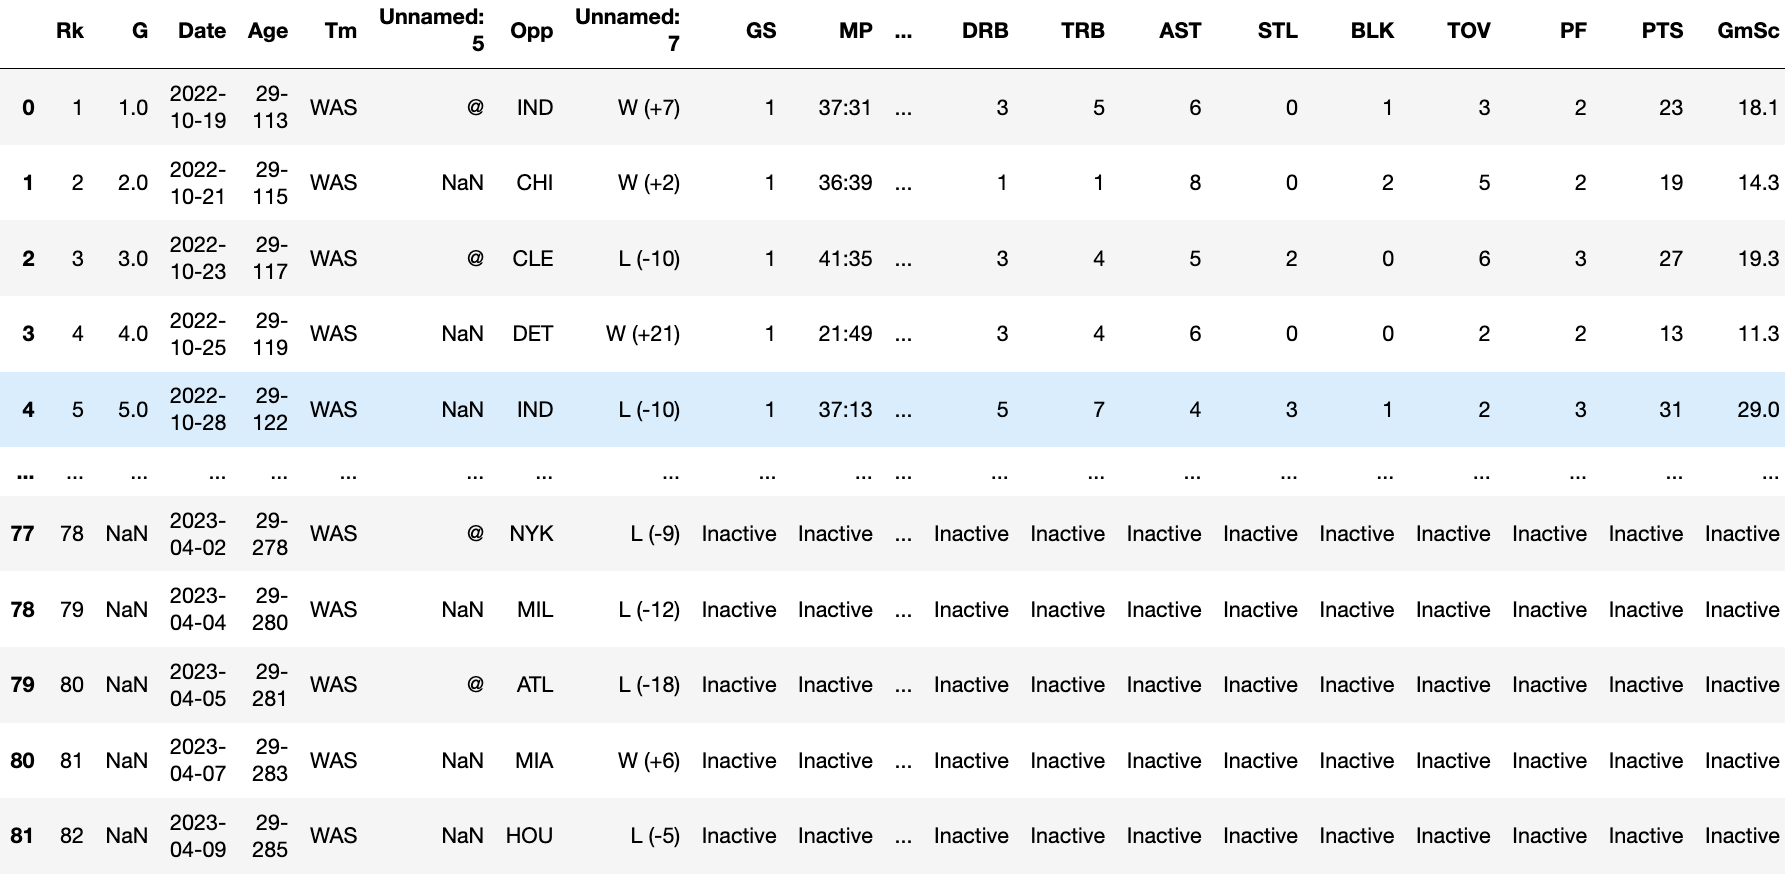 Rk G Date Age Tm Unnamed: 5 Opp Unnamed: 7 GS MP ... DRB TRB AST STL BLK TOV PF PTS GmSc
0 1 1.0 2022-10-19 29-113 WAS @ IND W (+7) 1 37:31 ... 3 5 6 0 1 3 2 23 18.1
1 2 2.0 2022-10-21 29-115 WAS NaN CHI W (+2) 1 36:39 ... 1 1 8 0 2 5 2 19 14.3
2 3 3.0 2022-10-23 29-117 WAS @ CLE L (-10) 1 41:35 ... 3 4 5 2 0 6 3 27 19.3
3 4 4.0 2022-10-25 29-119 WAS NaN DET W (+21) 1 21:49 ... 3 4 6 0 0 2 2 13 11.3
4 5 5.0 2022-10-28 29-122 WAS NaN IND L (-10) 1 37:13 ... 5 7 4 3 1 2 3 31 29.0
... ... ... ... ... ... ... ... ... ... ... ... ... ... ... ... ... ... ... ... ...
77 78 NaN 2023-04-02 29-278 WAS @ NYK L (-9) Inactive Inactive ... Inactive Inactive Inactive Inactive Inactive Inactive Inactive Inactive Inactive
78 79 NaN 2023-04-04 29-280 WAS NaN MIL L (-12) Inactive Inactive ... Inactive Inactive Inactive Inactive Inactive Inactive Inactive Inactive Inactive
79 80 NaN 2023-04-05 29-281 WAS @ ATL L (-18) Inactive Inactive ... Inactive Inactive Inactive Inactive Inactive Inactive Inactive Inactive Inactive
80 81 NaN 2023-04-07 29-283 WAS NaN MIA W (+6) Inactive Inactive ... Inactive Inactive Inactive Inactive Inactive Inactive Inactive Inactive Inactive
81 82 NaN 2023-04-09 29-285 WAS NaN HOU L (-5) Inactive Inactive ... Inactive Inactive Inactive Inactive Inactive Inactive Inactive Inactive Inactive